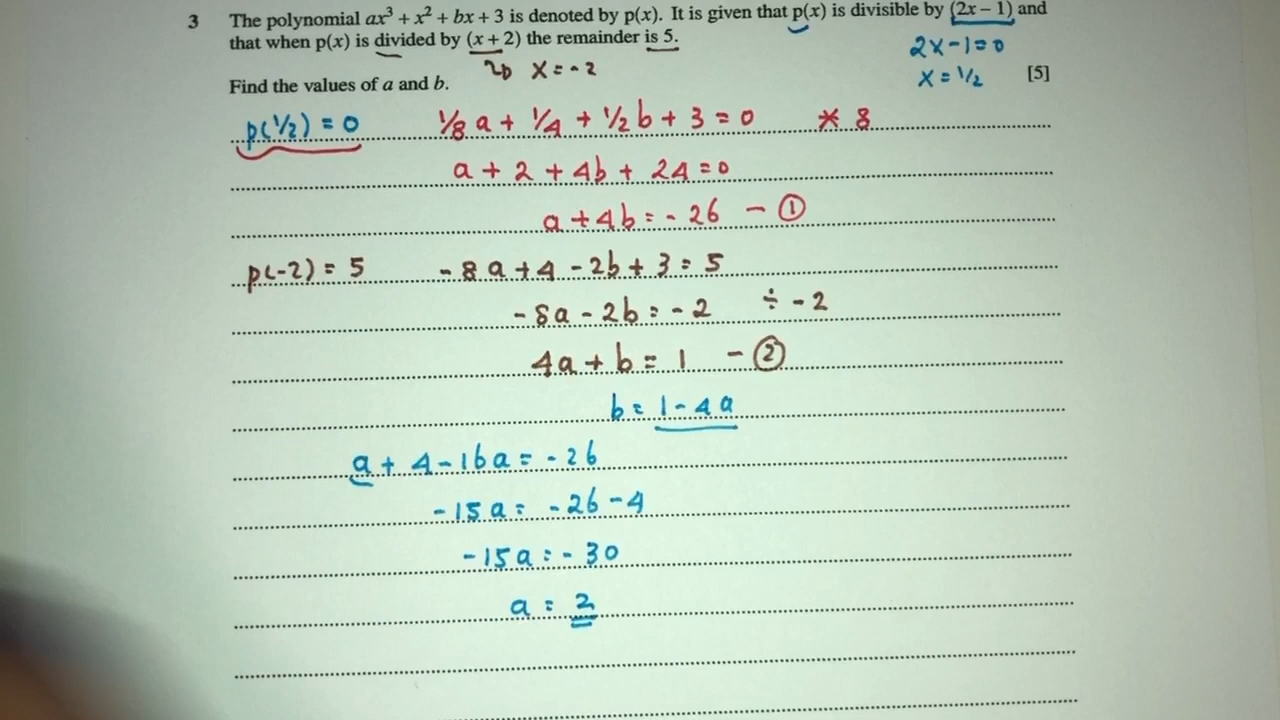 3 The polynomial ax³ + x² + bx + 3 is denoted by p(x). It is given that p(x) is divisible by (2x − 1) and
that when p(x) is divided by (x + 2) the remainder is 5.
2x-1=0
x = -2
x = 1/2
Find the values of a and b. [5]
p(1/2) = 0 1/8 a + 1/4 + 1/2 b + 3 = 0 * 8
a + 2 + 4b + 24 = 0
a + 4b = - 26 - ①
p(-2) = 5 - 8a + 4 - 2b + 3 = 5
- 8a - 2b = - 2 ÷ - 2
4a + b = 1 - ②
b = 1 - 4a
a + 4 - 16a = - 26
- 15a = - 26 - 4
- 15a = - 30
a = 2